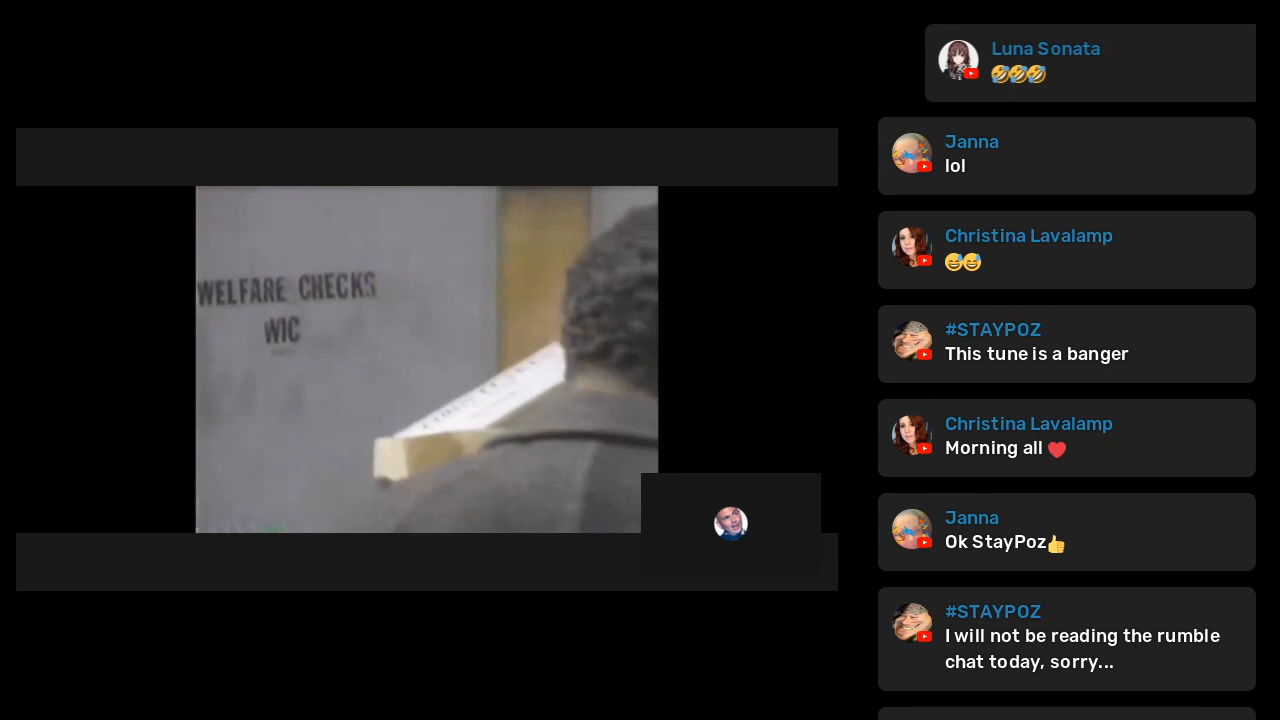 WELFARE CHECKS
WIC
Luna Sonata
🤣🤣🤣
Janna
lol
Christina Lavalamp
😅😅
#STAYPOZ
This tune is a banger
Christina Lavalamp
Morning all ❤️
Janna
Ok StayPoz👍
#STAYPOZ
I will not be reading the rumble
chat today, sorry...